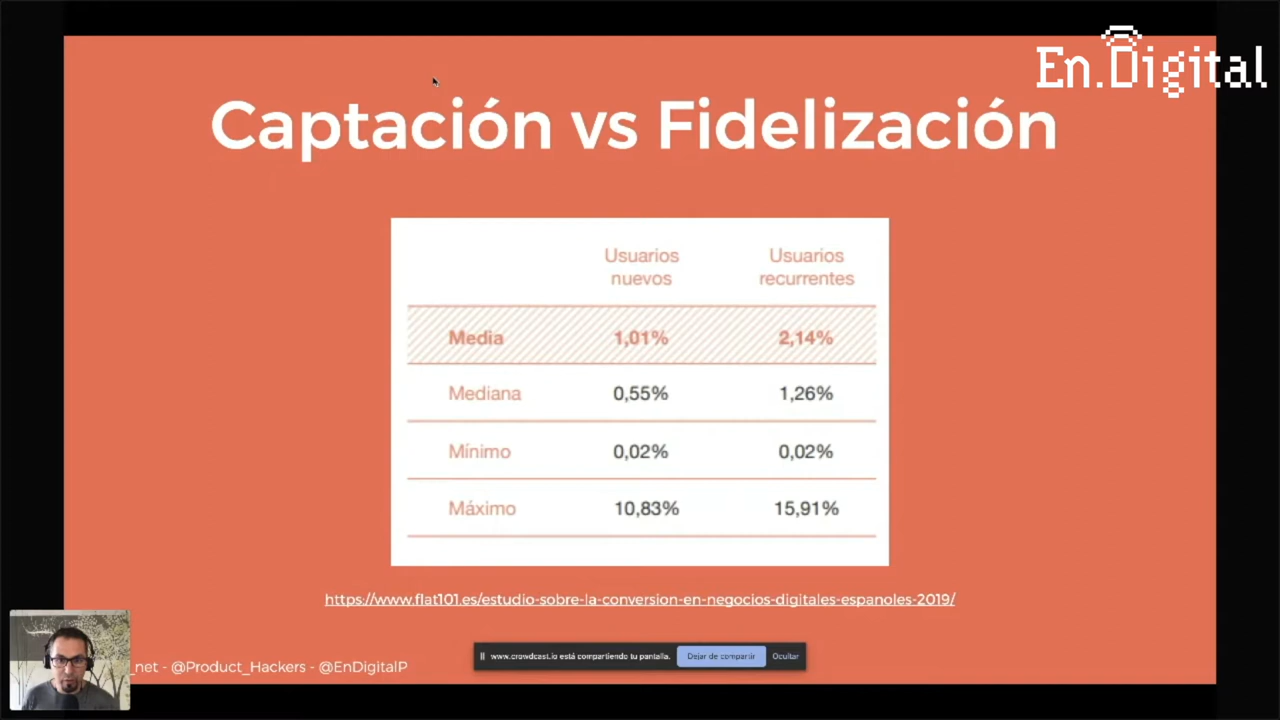 En.Digital
Captación vs Fidelización
Usuarios nuevos
Usuarios recurrentes
Media 1,01% 2,14%
Mediana 0,55% 1,26%
Mínimo 0,02% 0,02%
Máximo 10,83% 15,91%
https://www.flat101.es/estudio-sobre-la-conversion-en-negocios-digitales-espanoles-2019/
www.crowdcast.io está compartiendo tu pantalla. Dejar de compartir Ocultar
_net - @Product_Hackers - @EnDigitalP